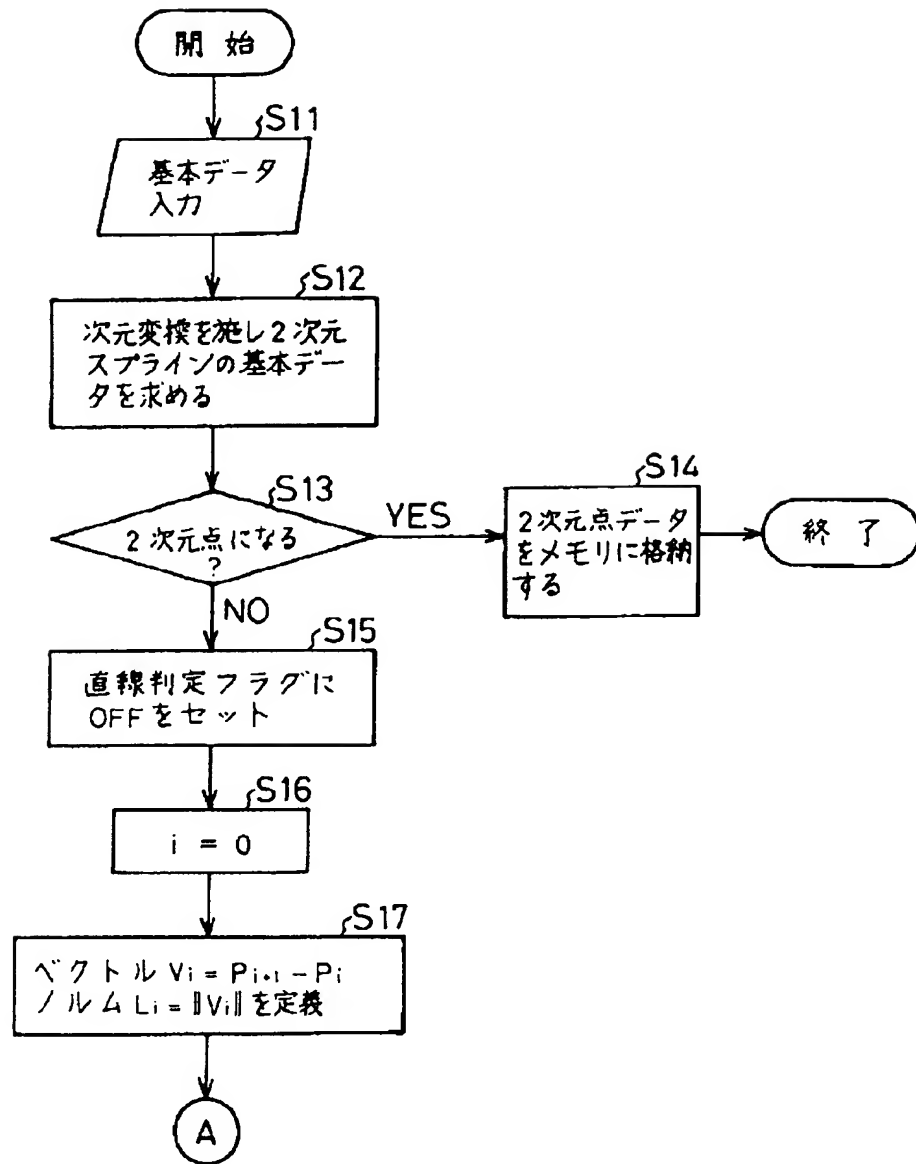 開始
S11
基本データ
入力
S12
次元変換を施し2次元
スプラインの基本デー
タを求める
S13
2次元点になる
?
YES
S14
2次元点データ
をメモリに格納
する
終了
NO
S15
直線判定フラグに
OFFをセット
S16
i = 0
S17
ベクトル Vi = Pi+1 - Pi
ノルム Li = ‖Vi‖ を定義
A